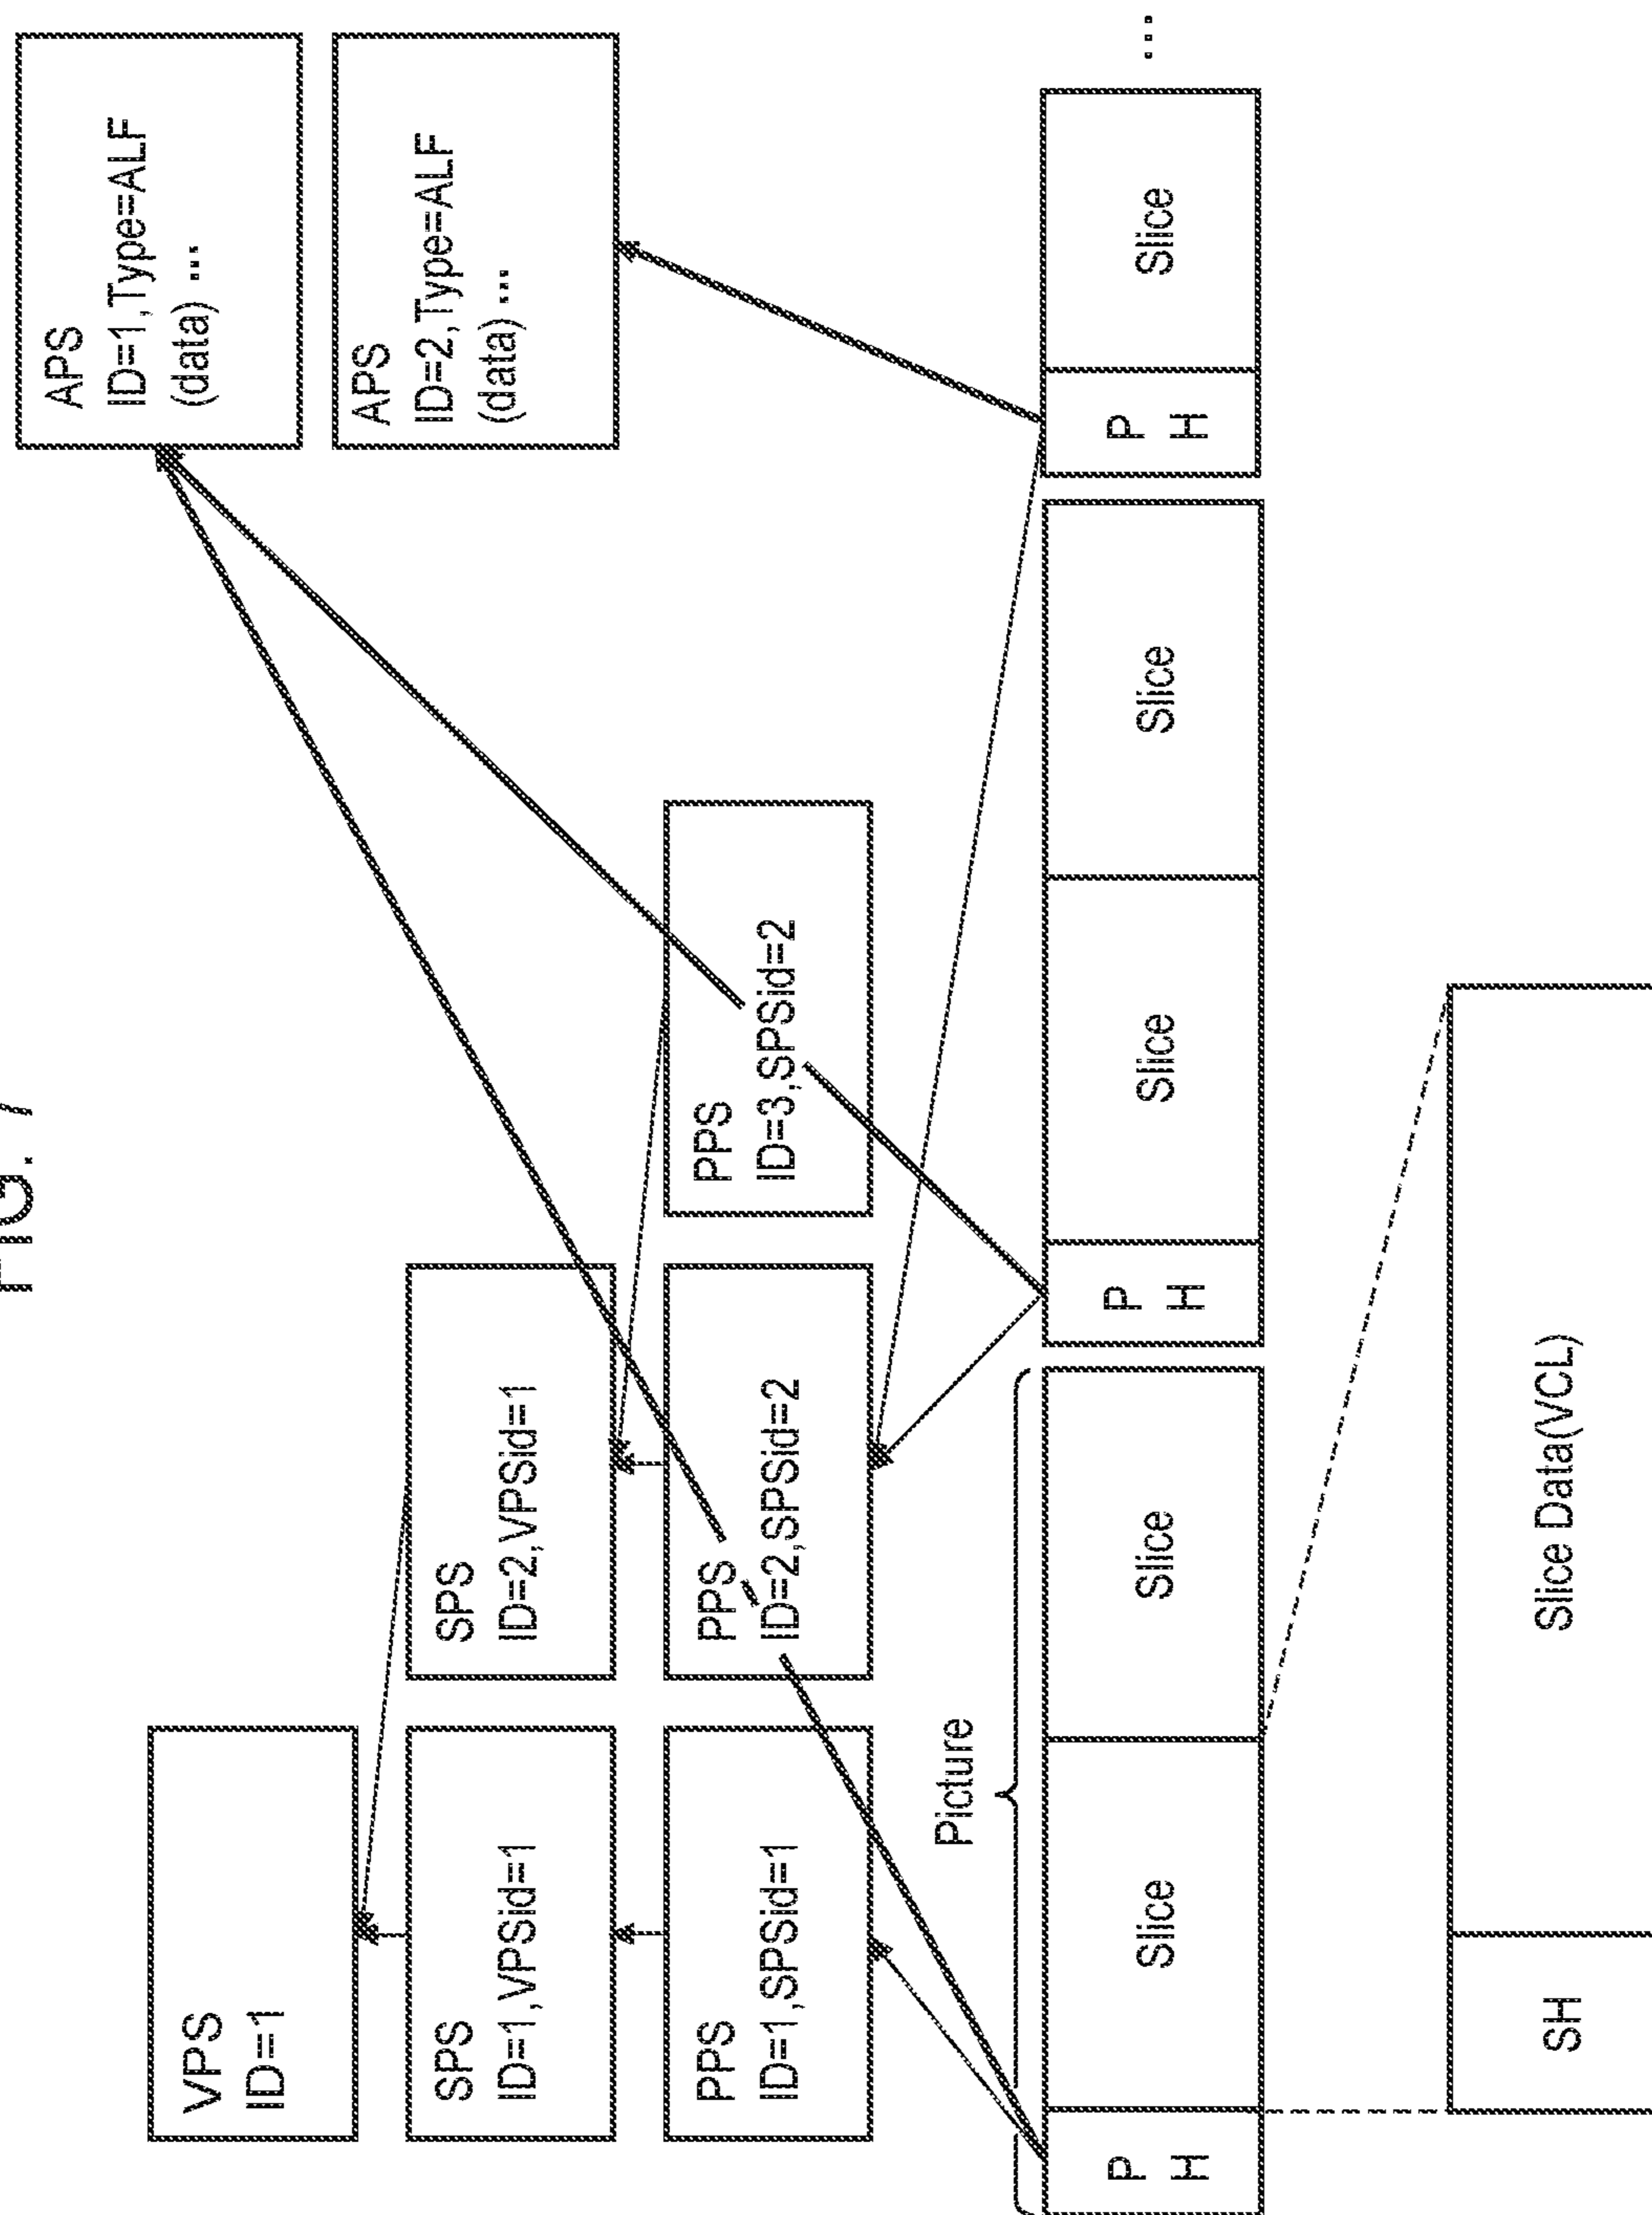 FIG. 7
VPS
ID=1
APS
ID=1,Type=ALF
(data) ...
SPS
ID=1,VPSid=1
SPS
ID=2,VPSid=1
APS
ID=2,Type=ALF
(data) ...
PPS
ID=1,SPSid=1
PPS
ID=2,SPSid=2
PPS
ID=3,SPSid=2
Picture
P
H
Slice
Slice
P
H
Slice
Slice
P
H
Slice
...
SH
Slice Data(VCL)